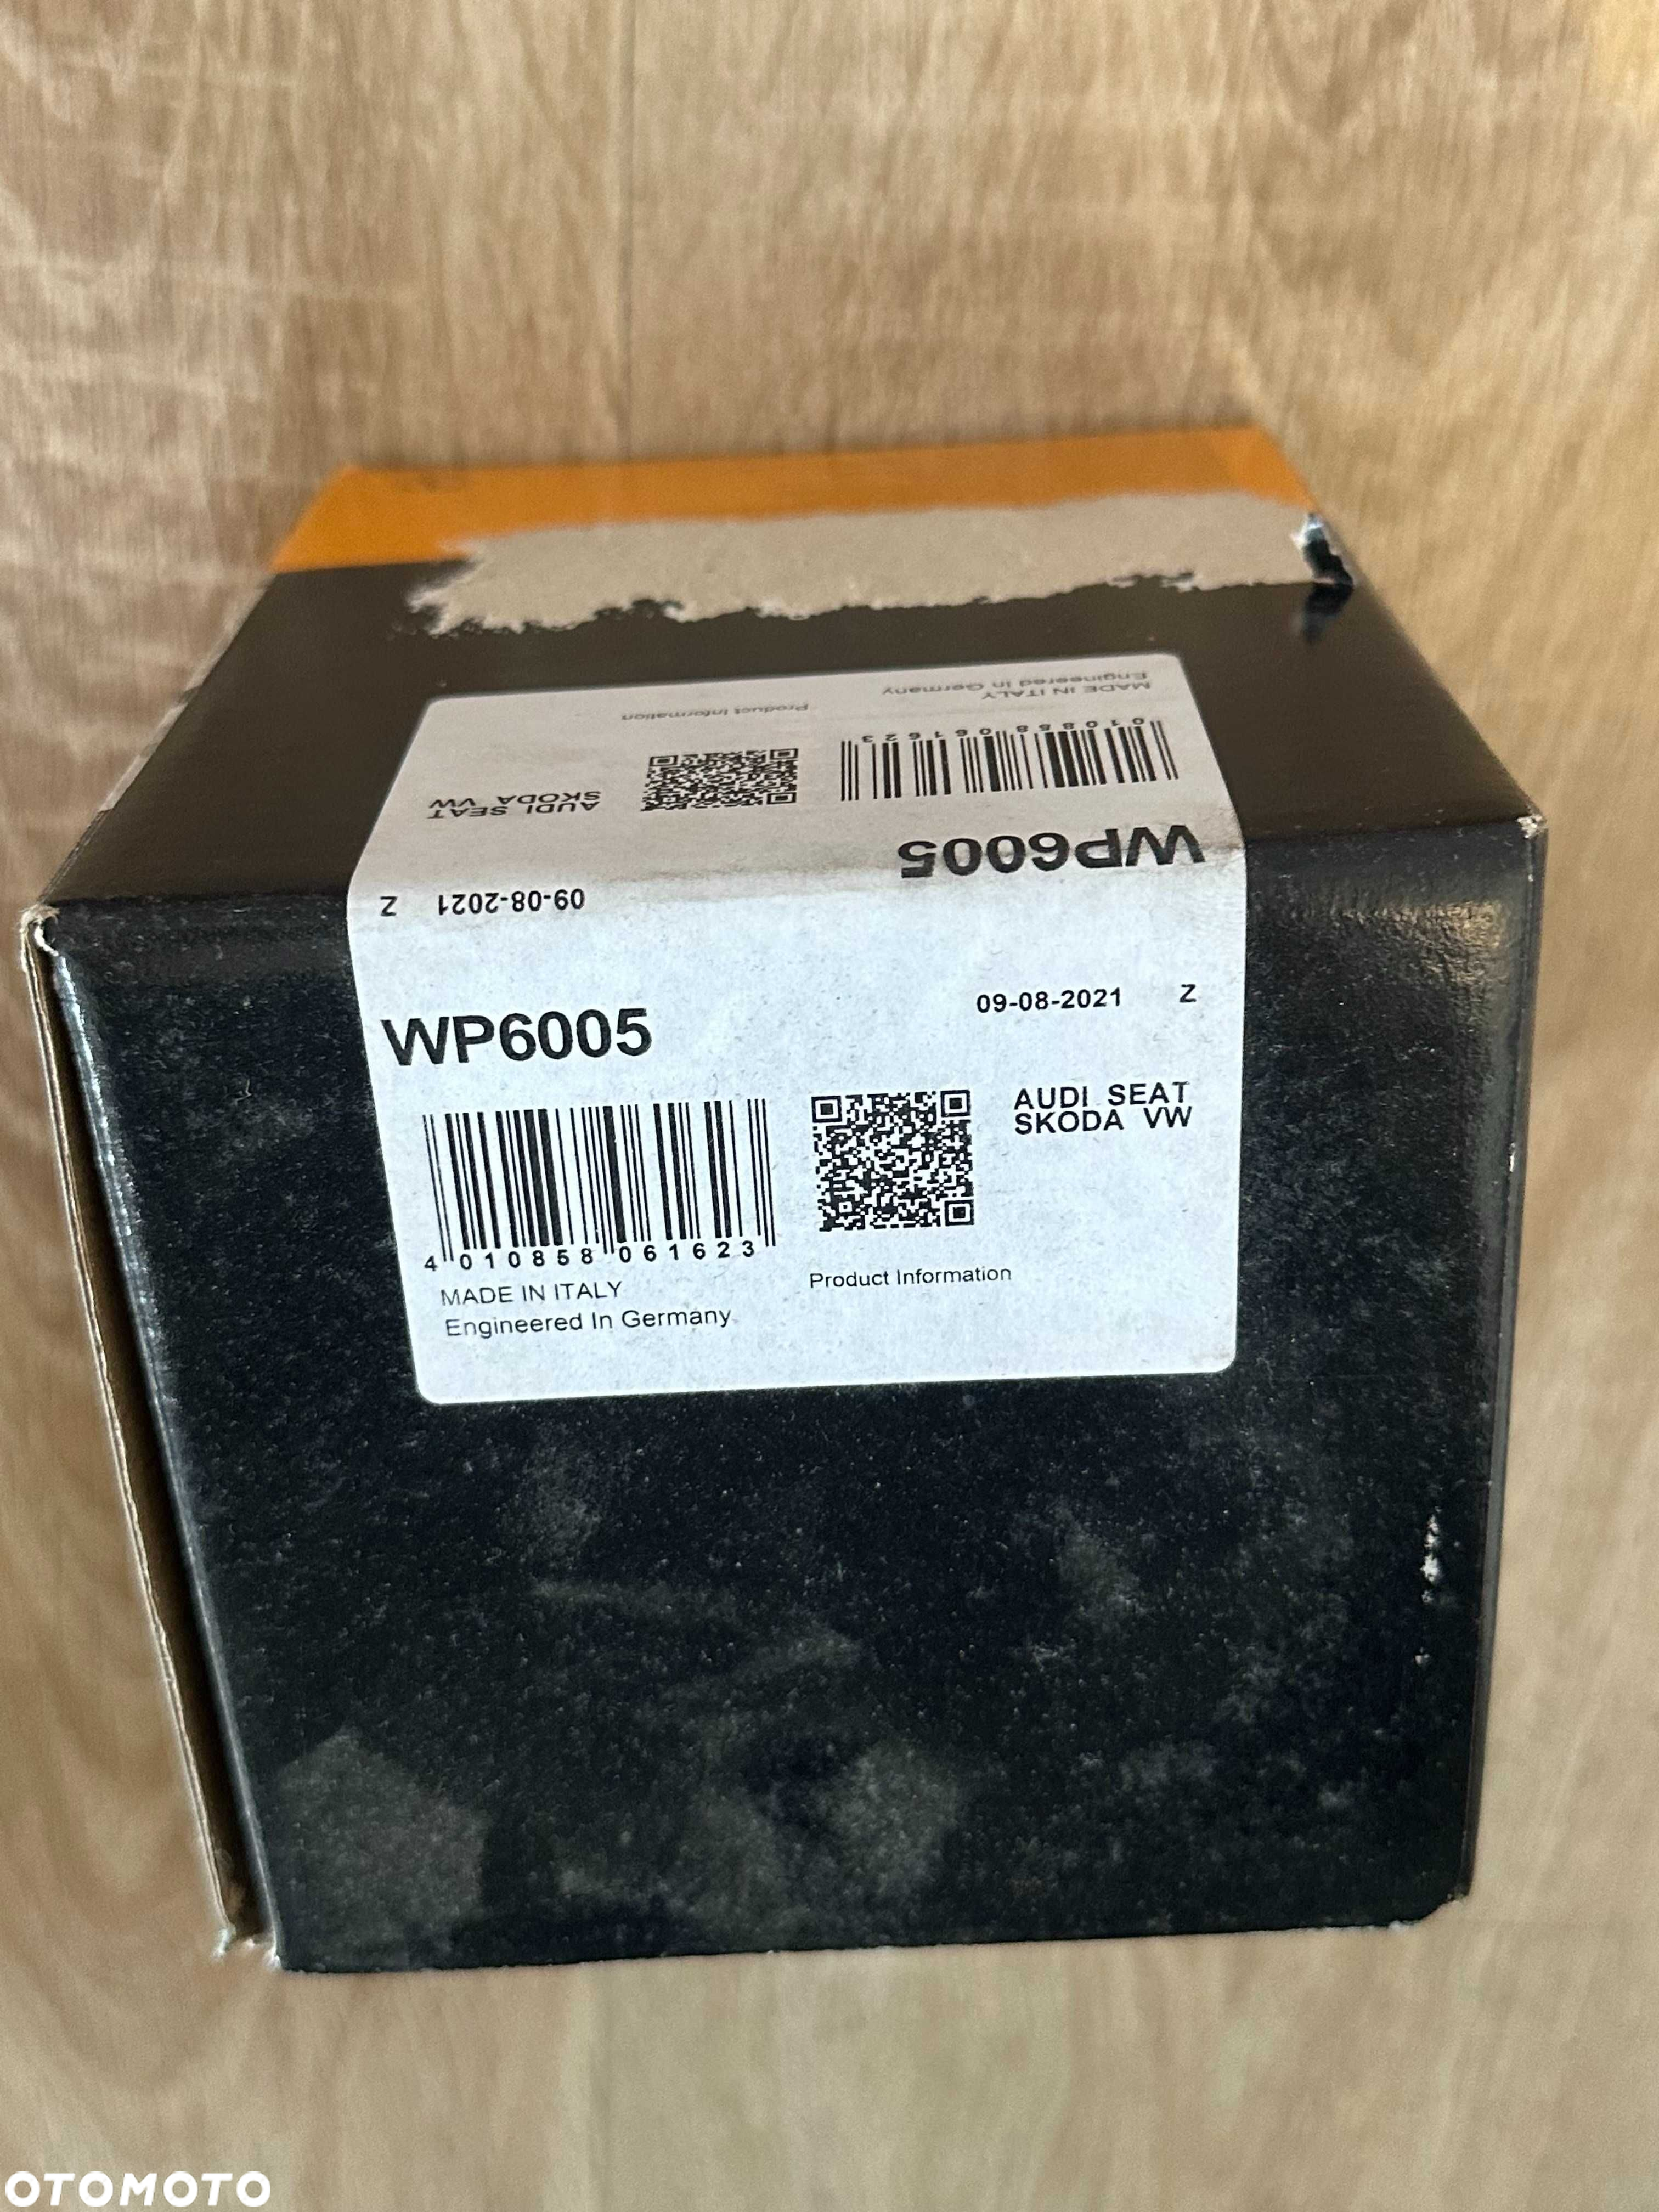 MADE IN ITALY
Engineered In Germany
Product Information
010858 061623
AUDI SEAT
SKODA VW
WP6005
09-08-2021 Z
09-08-2021 Z
WP6005
AUDI SEAT
SKODA VW
4 010858 061623
Product Information
MADE IN ITALY
Engineered In Germany
OTOMOTO